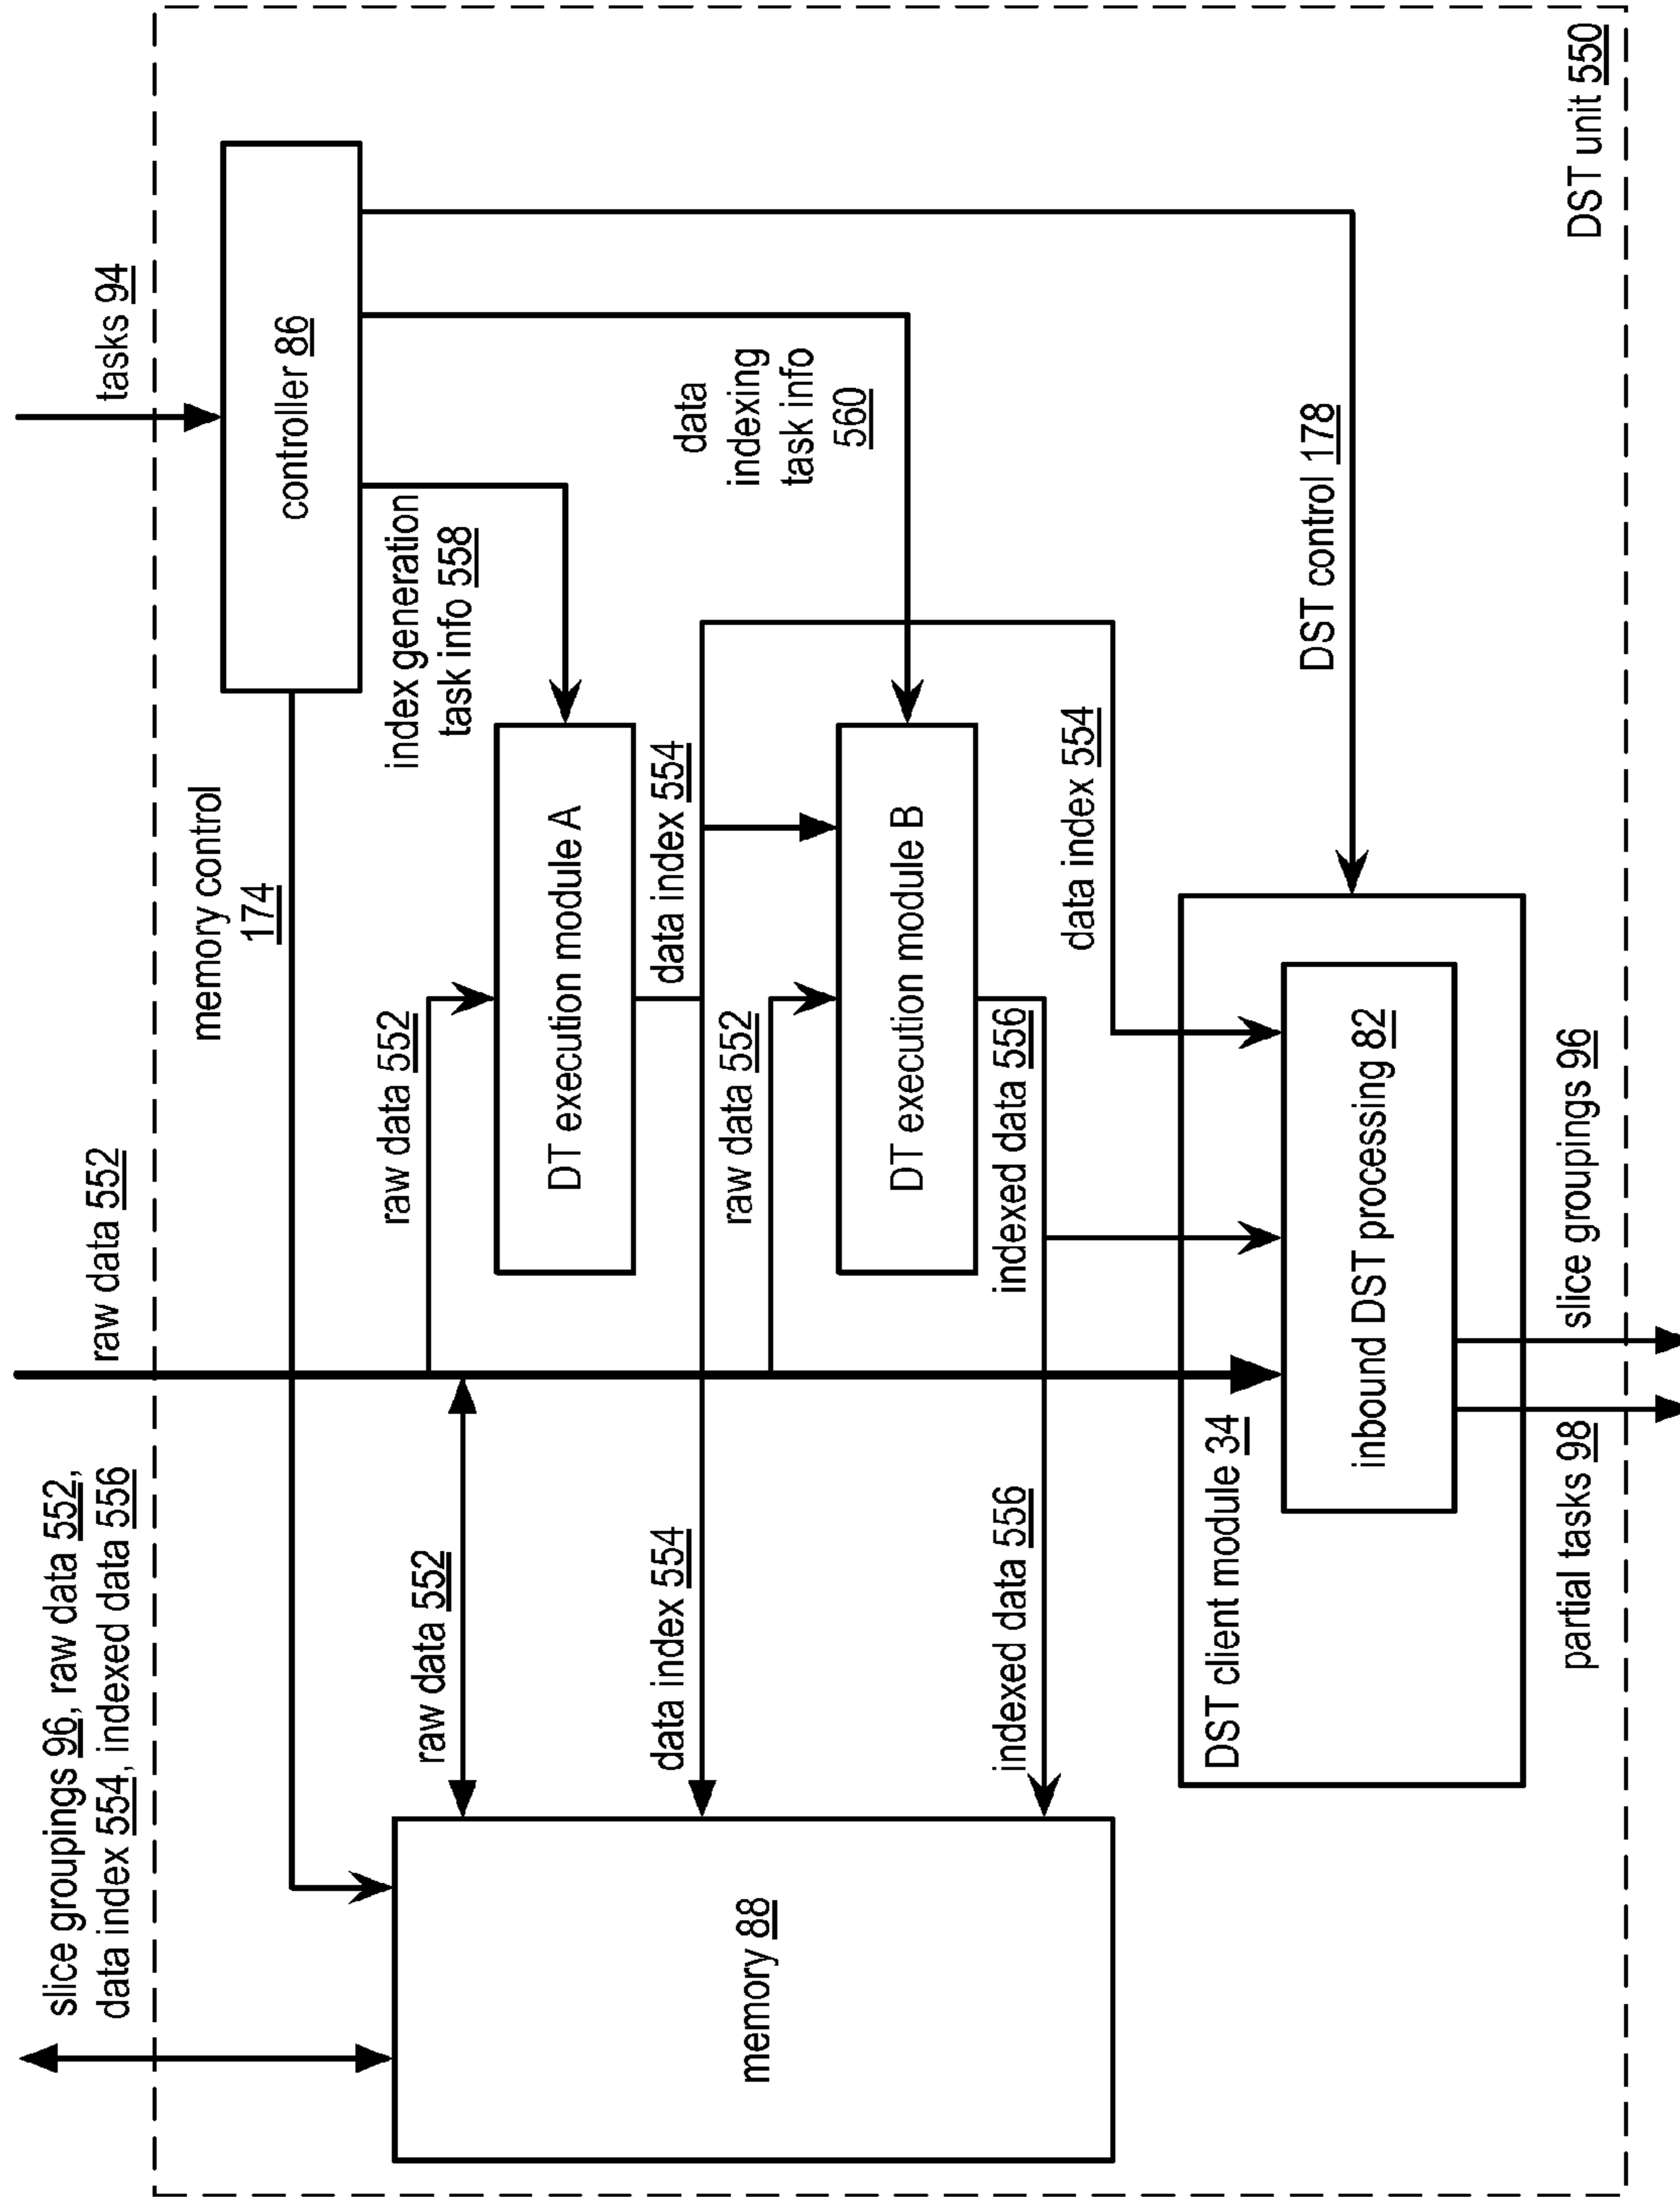 slice groupings 96, raw data 552,
data index 554, indexed data 556
raw data 552
tasks 94
memory control
174
controller 86
index generation
task info 558
data
indexing
task info
560
raw data 552
raw data 552
DT execution module A
data index 554
data index 554
raw data 552
DT execution module B
memory 88
indexed data 556
indexed data 556
data index 554
DST control 178
DST client module 34
inbound DST processing 82
partial tasks 98
slice groupings 96
DST unit 550